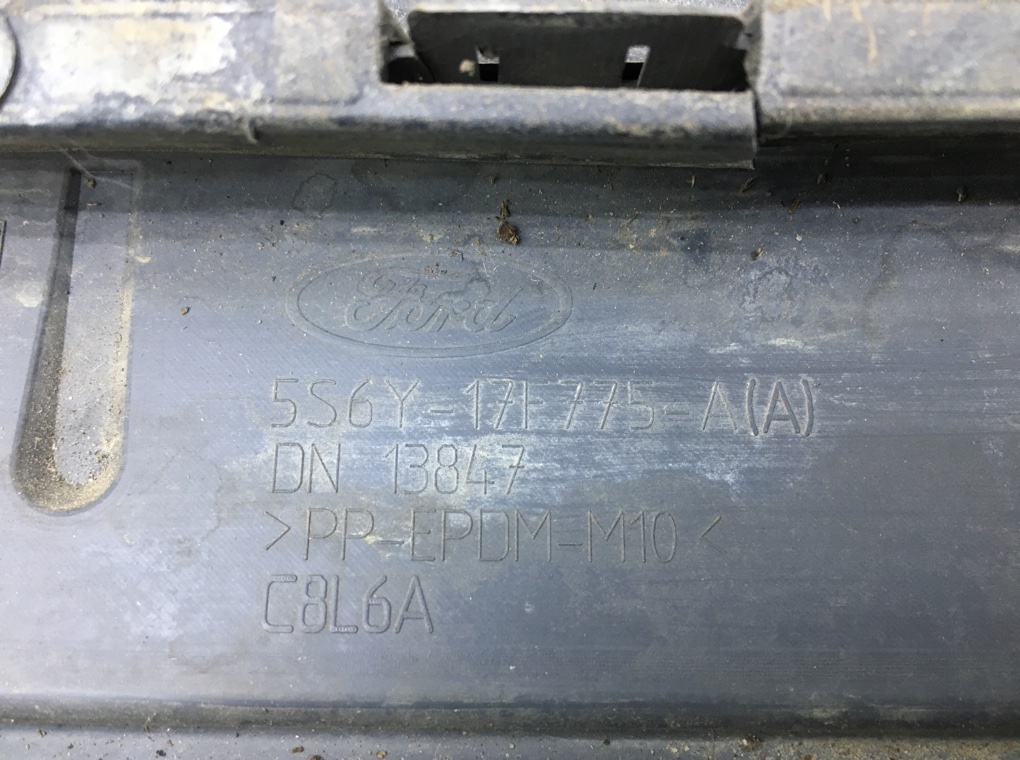 Ford
5S6Y-17F775-A(A)
DN 13847
>PP-EPDM-M10<
C8L6A